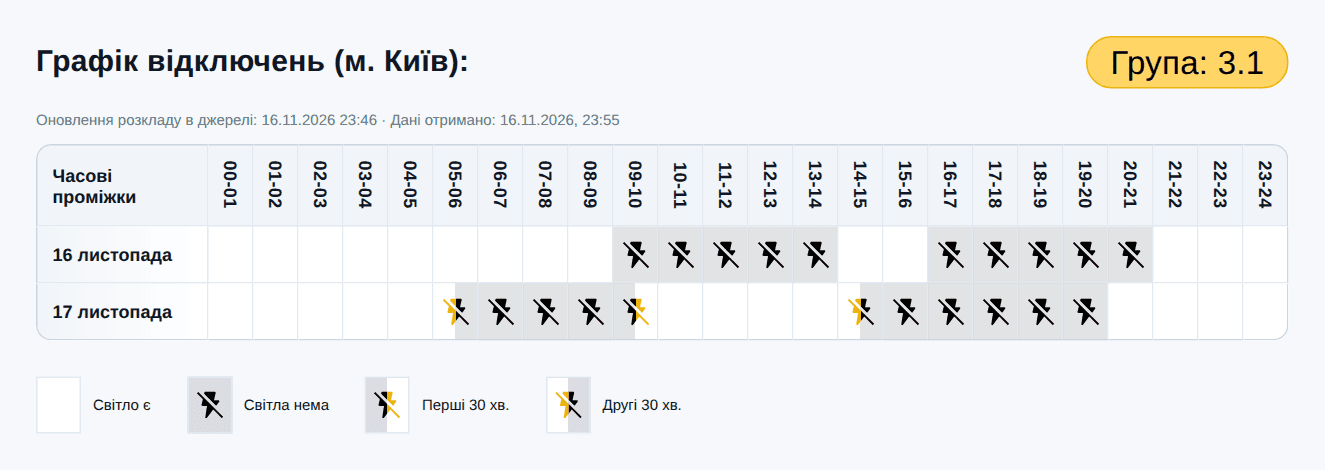 Графік відключень (м. Київ):
Група: 3.1
Оновлення розкладу в джерелі: 16.11.2026 23:46 · Дані отримано: 16.11.2026, 23:55
Часові
проміжки
00-01
01-02
02-03
03-04
04-05
05-06
06-07
07-08
08-09
09-10
10-11
11-12
12-13
13-14
14-15
15-16
16-17
17-18
18-19
19-20
20-21
21-22
22-23
23-24
16 листопада
17 листопада
Світло є
Світла нема
Перші 30 хв.
Другі 30 хв.